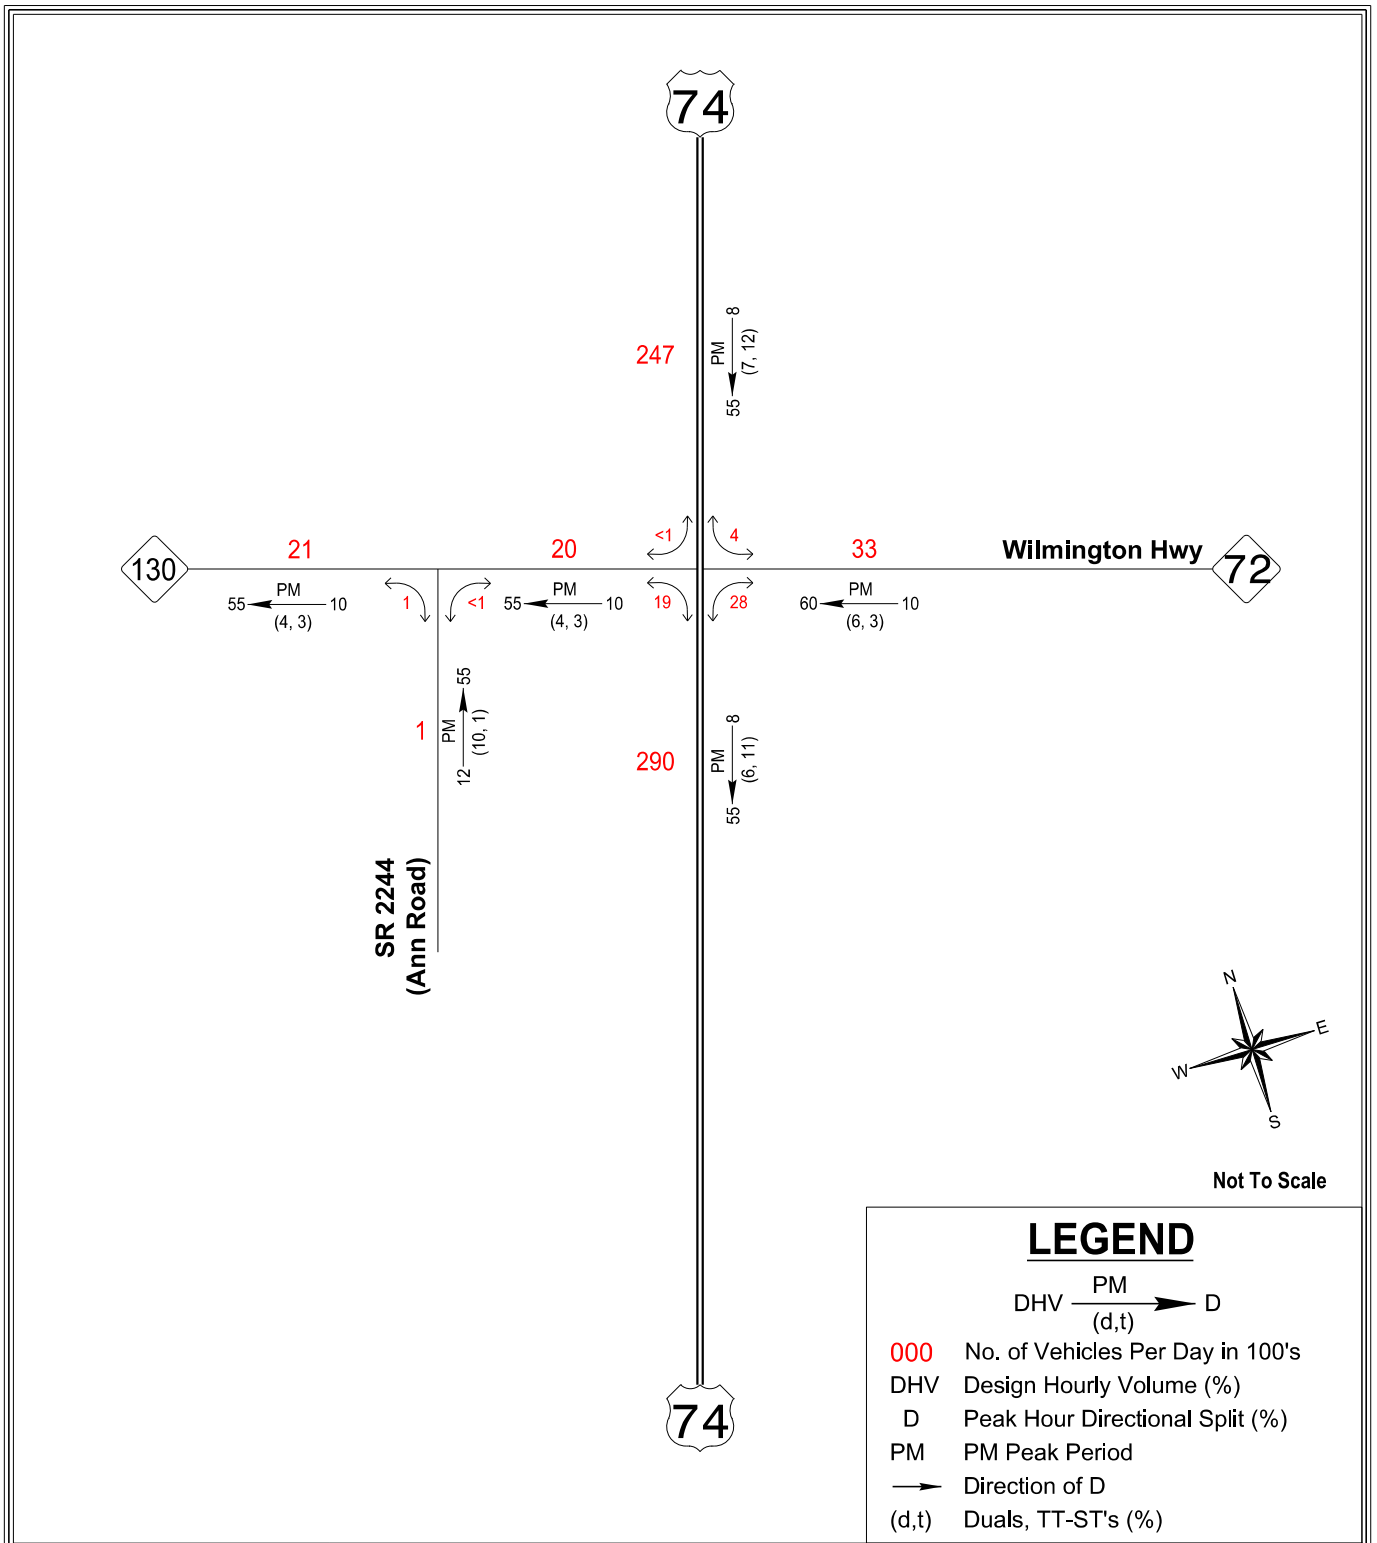 74
247
PM
8
(7, 12)
55
<1
4
21
20
33
Wilmington Hwy
130
72
PM
55
10
(4, 3)
1
<1
PM
55
10
(4, 3)
19
28
PM
60
10
(6, 3)
1
PM
55
(10, 1)
12
290
PM
8
(6, 11)
55
SR 2244
(Ann Road)
N
E
W
S
Not To Scale
LEGEND
PM
DHV D
(d,t)
000 No. of Vehicles Per Day in 100's
DHV Design Hourly Volume (%)
D Peak Hour Directional Split (%)
PM PM Peak Period
Direction of D
(d,t) Duals, TT-ST's (%)
74